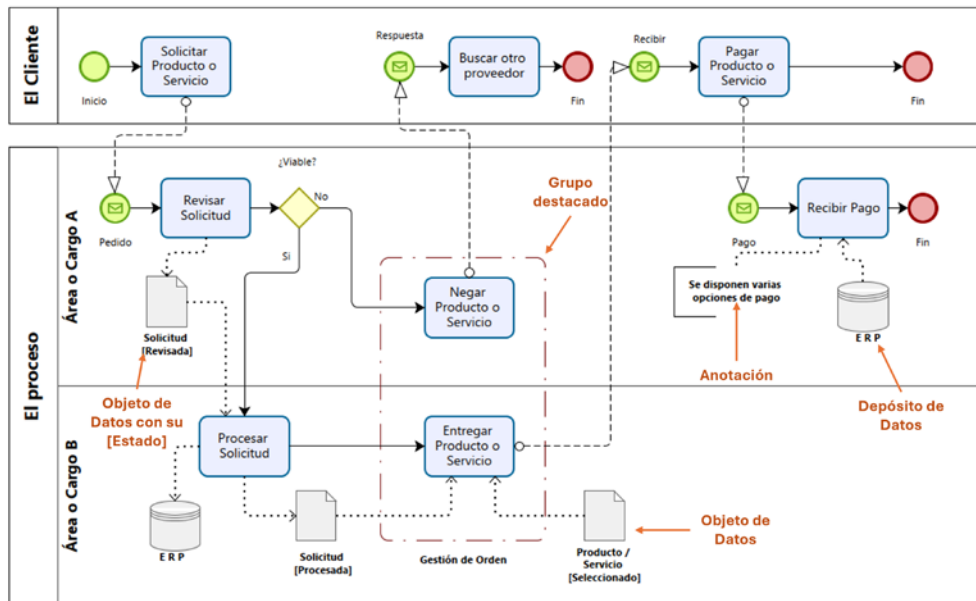 El Cliente
Inicio
Solicitar
Producto o
Servicio
Respuesta
Buscar otro
proveedor
Fin
Recibir
Pagar
Producto o
Servicio
Fin
El proceso
Área o Cargo A
Pedido
Revisar
Solicitud
¿Viable?
No
Si
Solicitud
[Revisada]
Objeto de
Datos con su
[Estado]
Grupo
destacado
Negar
Producto o
Servicio
Pago
Recibir Pago
Fin
Se disponen varias
opciones de pago
Anotación
E R P
Depósito de
Datos
Área o Cargo B
Procesar
Solicitud
E R P
Solicitud
[Procesada]
Entregar
Producto o
Servicio
Gestión de Orden
Producto /
Servicio
[Seleccionado]
Objeto de
Datos